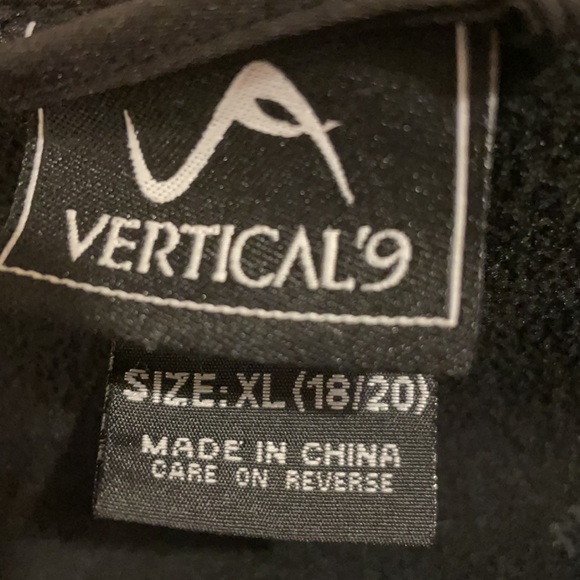 VERTICAL'9
SIZE: XL (18/20)
MADE IN CHINA
CARE ON REVERSE